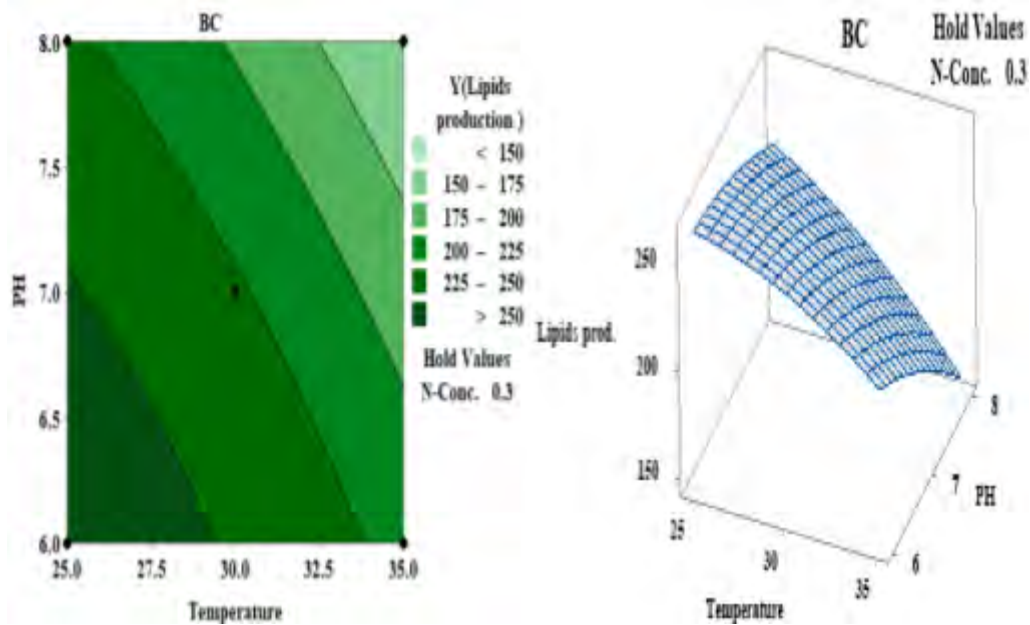 BC
8.0
7.5
7.0
6.5
6.0
PH
25.0 27.5 30.0 32.5 35.0
Temperature
Y(Lipids
production )
< 150
150 - 175
175 - 200
200 - 225
225 - 250
> 250
Hold Values
N-Conc. 0.3
BC
Hold Values
N-Conc. 0.3
250
200
150
Lipids prod.
25
30
35
Temperature
8
7
6
PH